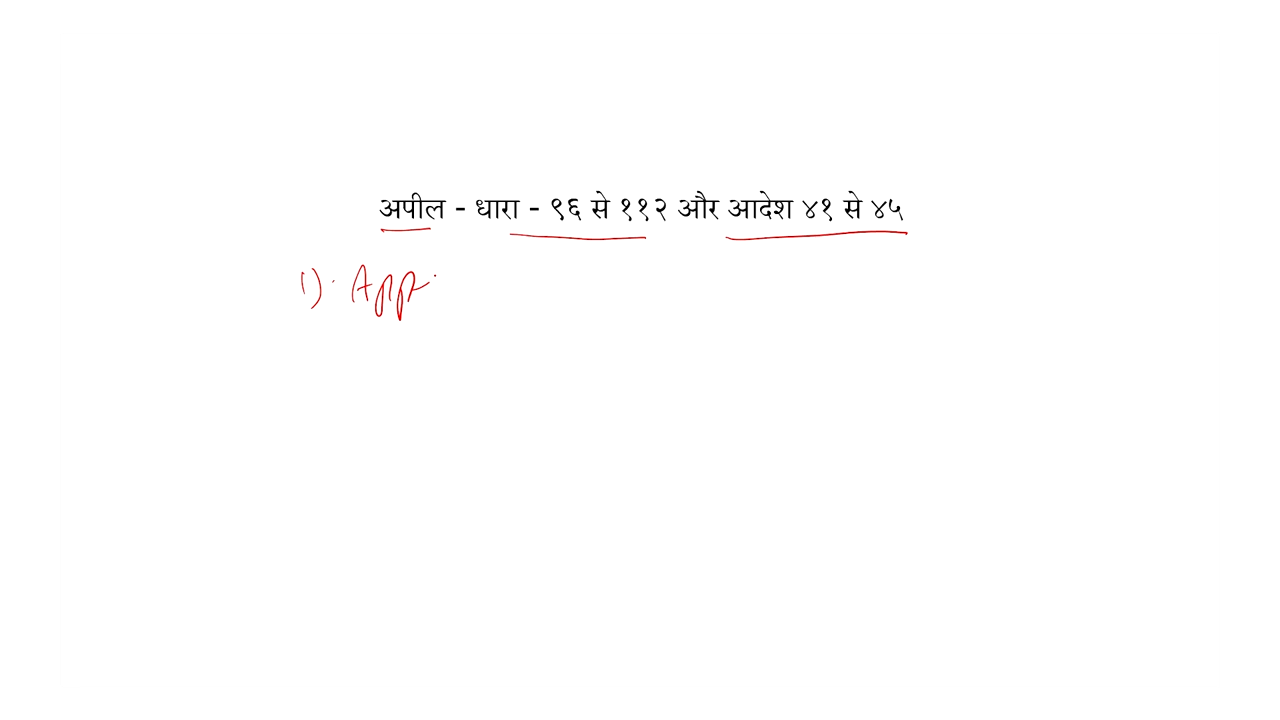 अपील - धारा - ९६ से ११२ और आदेश ४१ से ४५
1). App